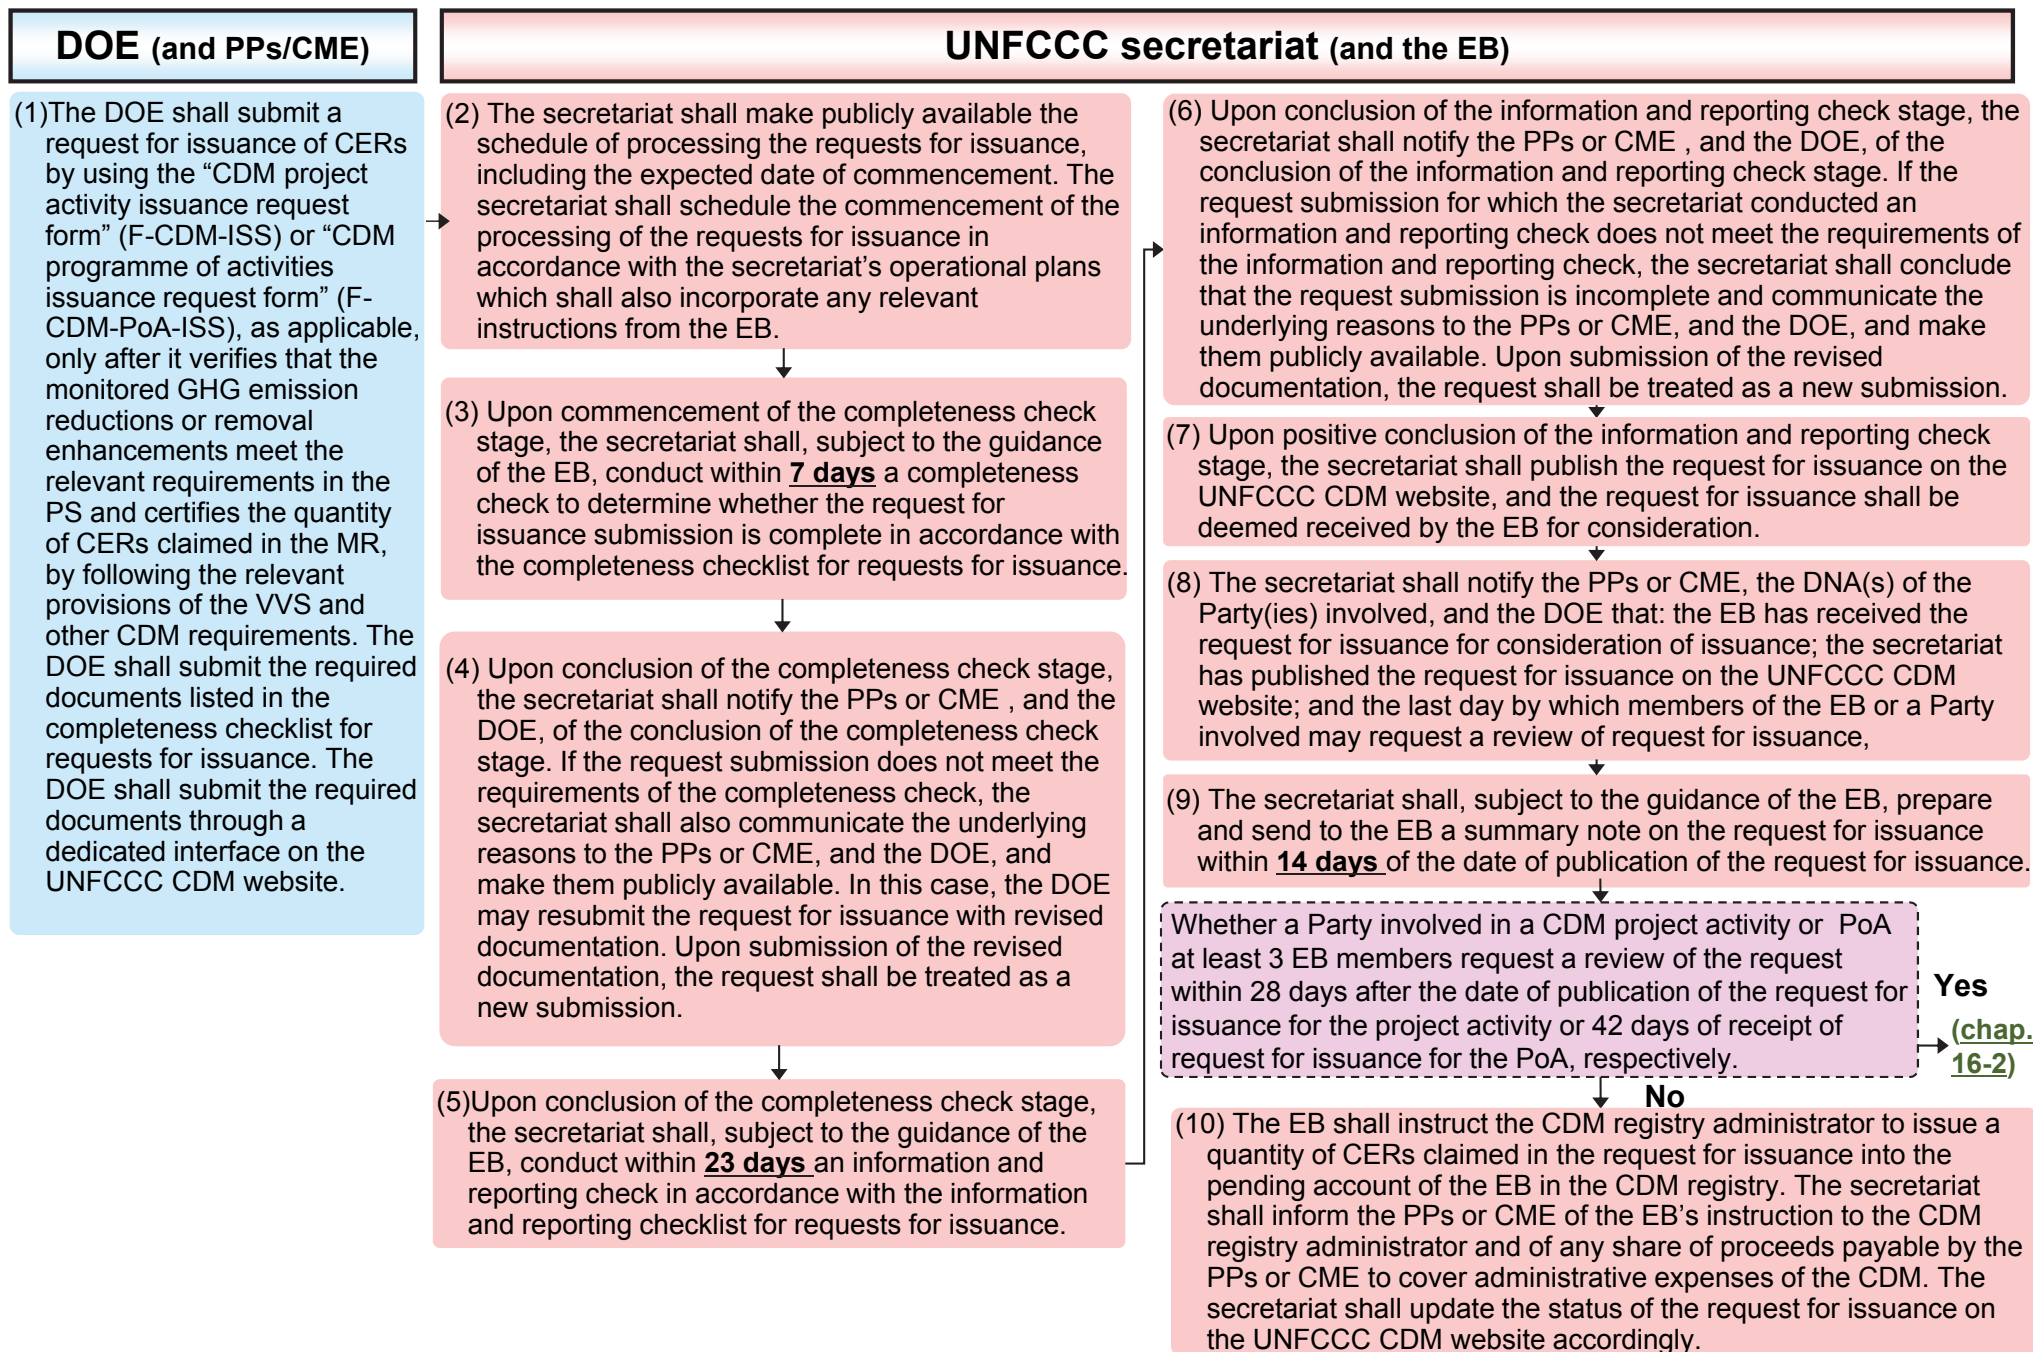 DOE (and PPs/CME)
UNFCCC secretariat (and the EB)
(1)The DOE shall submit a
request for issuance of CERs
by using the “CDM project
activity issuance request
form” (F-CDM-ISS) or “CDM
programme of activities
issuance request form” (F-
CDM-PoA-ISS), as applicable,
only after it verifies that the
monitored GHG emission
reductions or removal
enhancements meet the
relevant requirements in the
PS and certifies the quantity
of CERs claimed in the MR,
by following the relevant
provisions of the VVS and
other CDM requirements. The
DOE shall submit the required
documents listed in the
completeness checklist for
requests for issuance. The
DOE shall submit the required
documents through a
dedicated interface on the
UNFCCC CDM website.
(2) The secretariat shall make publicly available the
schedule of processing the requests for issuance,
including the expected date of commencement. The
secretariat shall schedule the commencement of the
processing of the requests for issuance in
accordance with the secretariat’s operational plans
which shall also incorporate any relevant
instructions from the EB.
(3) Upon commencement of the completeness check
stage, the secretariat shall, subject to the guidance
of the EB, conduct within 7 days a completeness
check to determine whether the request for
issuance submission is complete in accordance with
the completeness checklist for requests for issuance.
(4) Upon conclusion of the completeness check stage,
the secretariat shall notify the PPs or CME , and the
DOE, of the conclusion of the completeness check
stage. If the request submission does not meet the
requirements of the completeness check, the
secretariat shall also communicate the underlying
reasons to the PPs or CME, and the DOE, and
make them publicly available. In this case, the DOE
may resubmit the request for issuance with revised
documentation. Upon submission of the revised
documentation, the request shall be treated as a
new submission.
(5)Upon conclusion of the completeness check stage,
the secretariat shall, subject to the guidance of the
EB, conduct within 23 days an information and
reporting check in accordance with the information
and reporting checklist for requests for issuance.
(6) Upon conclusion of the information and reporting check stage, the
secretariat shall notify the PPs or CME , and the DOE, of the
conclusion of the information and reporting check stage. If the
request submission for which the secretariat conducted an
information and reporting check does not meet the requirements of
the information and reporting check, the secretariat shall conclude
that the request submission is incomplete and communicate the
underlying reasons to the PPs or CME, and the DOE, and make
them publicly available. Upon submission of the revised
documentation, the request shall be treated as a new submission.
(7) Upon positive conclusion of the information and reporting check
stage, the secretariat shall publish the request for issuance on the
UNFCCC CDM website, and the request for issuance shall be
deemed received by the EB for consideration.
(8) The secretariat shall notify the PPs or CME, the DNA(s) of the
Party(ies) involved, and the DOE that: the EB has received the
request for issuance for consideration of issuance; the secretariat
has published the request for issuance on the UNFCCC CDM
website; and the last day by which members of the EB or a Party
involved may request a review of request for issuance,
(9) The secretariat shall, subject to the guidance of the EB, prepare
and send to the EB a summary note on the request for issuance
within 14 days of the date of publication of the request for issuance.
Whether a Party involved in a CDM project activity or PoA
at least 3 EB members request a review of the request
within 28 days after the date of publication of the request for
issuance for the project activity or 42 days of receipt of
request for issuance for the PoA, respectively.
Yes
(chap.
16-2)
No
(10) The EB shall instruct the CDM registry administrator to issue a
quantity of CERs claimed in the request for issuance into the
pending account of the EB in the CDM registry. The secretariat
shall inform the PPs or CME of the EB’s instruction to the CDM
registry administrator and of any share of proceeds payable by the
PPs or CME to cover administrative expenses of the CDM. The
secretariat shall update the status of the request for issuance on
the UNFCCC CDM website accordingly.